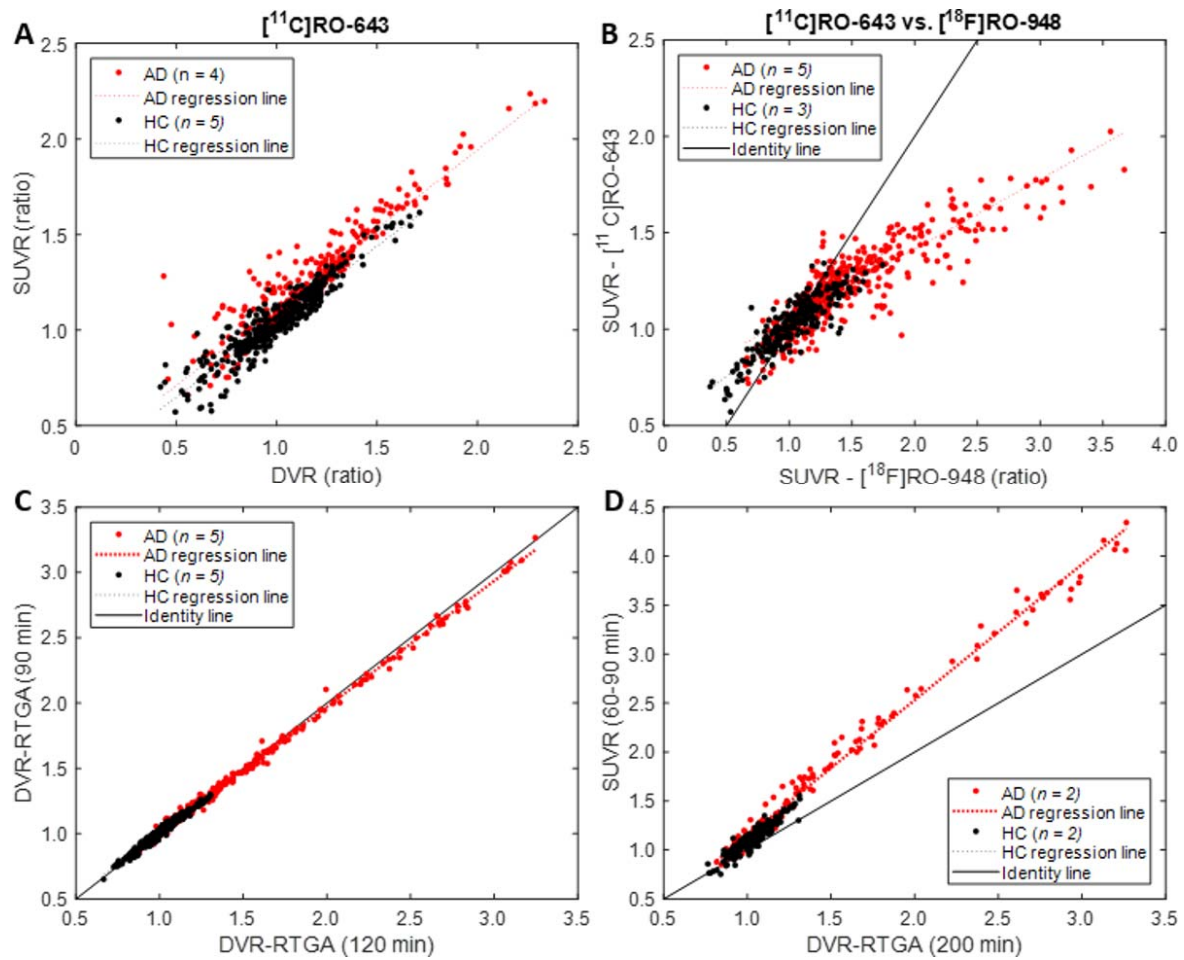 A
[¹¹C]RO-643
2.5
2.0
1.5
1.0
0.5
SUVR (ratio)
AD (n = 4)
AD regression line
HC (n = 5)
HC regression line
0
0.5
1.0
1.5
2.0
2.5
DVR (ratio)
B
[¹¹C]RO-643 vs. [¹⁸F]RO-948
2.5
2.0
1.5
1.0
0.5
SUVR - [¹¹C]RO-643
AD (n = 5)
AD regression line
HC (n = 3)
HC regression line
Identity line
0
0.5
1.0
1.5
2.0
2.5
3.0
3.5
4.0
SUVR - [¹⁸F]RO-948 (ratio)
C
3.5
3.0
2.5
2.0
1.5
1.0
0.5
DVR-RTGA (90 min)
AD (n = 5)
AD regression line
HC (n = 5)
HC regression line
Identity line
0.5
1.0
1.5
2.0
2.5
3.0
3.5
DVR-RTGA (120 min)
D
4.5
4.0
3.5
3.0
2.5
2.0
1.5
1.0
0.5
SUVR (60-90 min)
AD (n = 2)
AD regression line
HC (n = 2)
HC regression line
Identity line
0.5
1.0
1.5
2.0
2.5
3.0
3.5
DVR-RTGA (200 min)